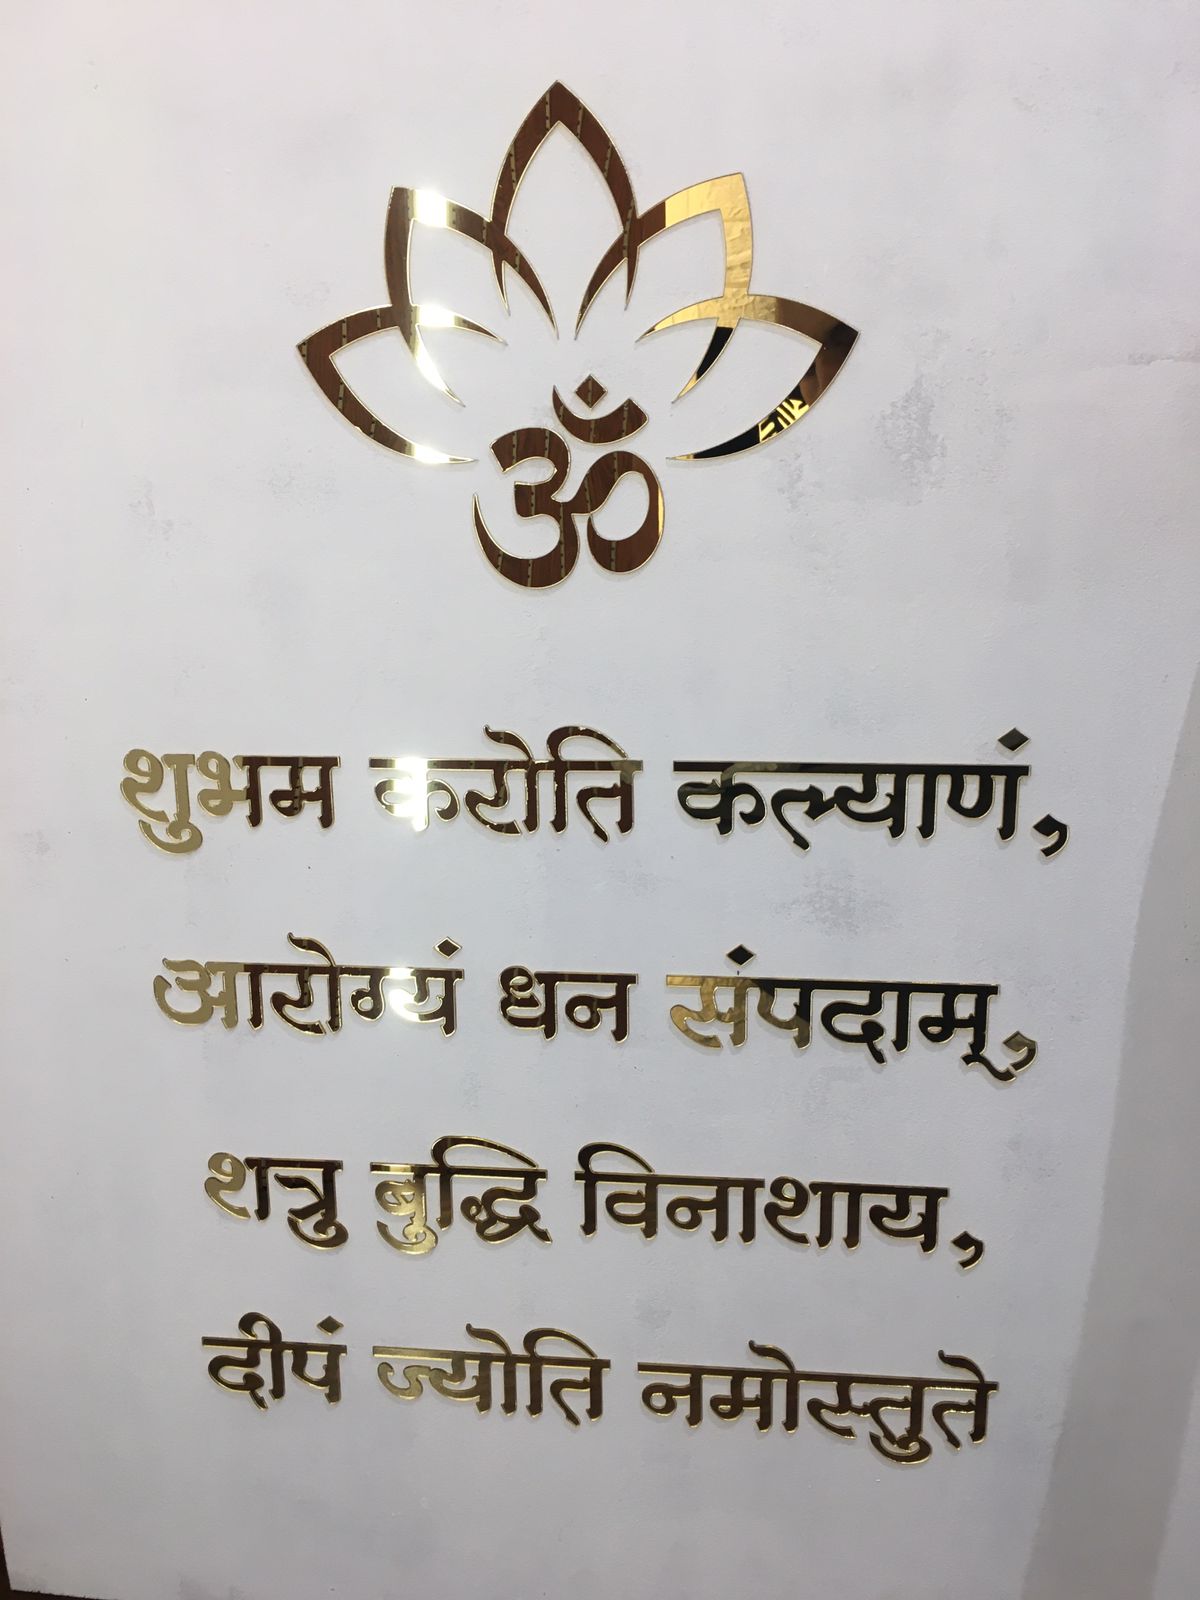 ॐ
शुभम करोति कल्याणं,
आरोग्यं धन संपदाम्,
शत्रु बुद्धि विनाशाय,
दीपं ज्योति नमोस्तुते